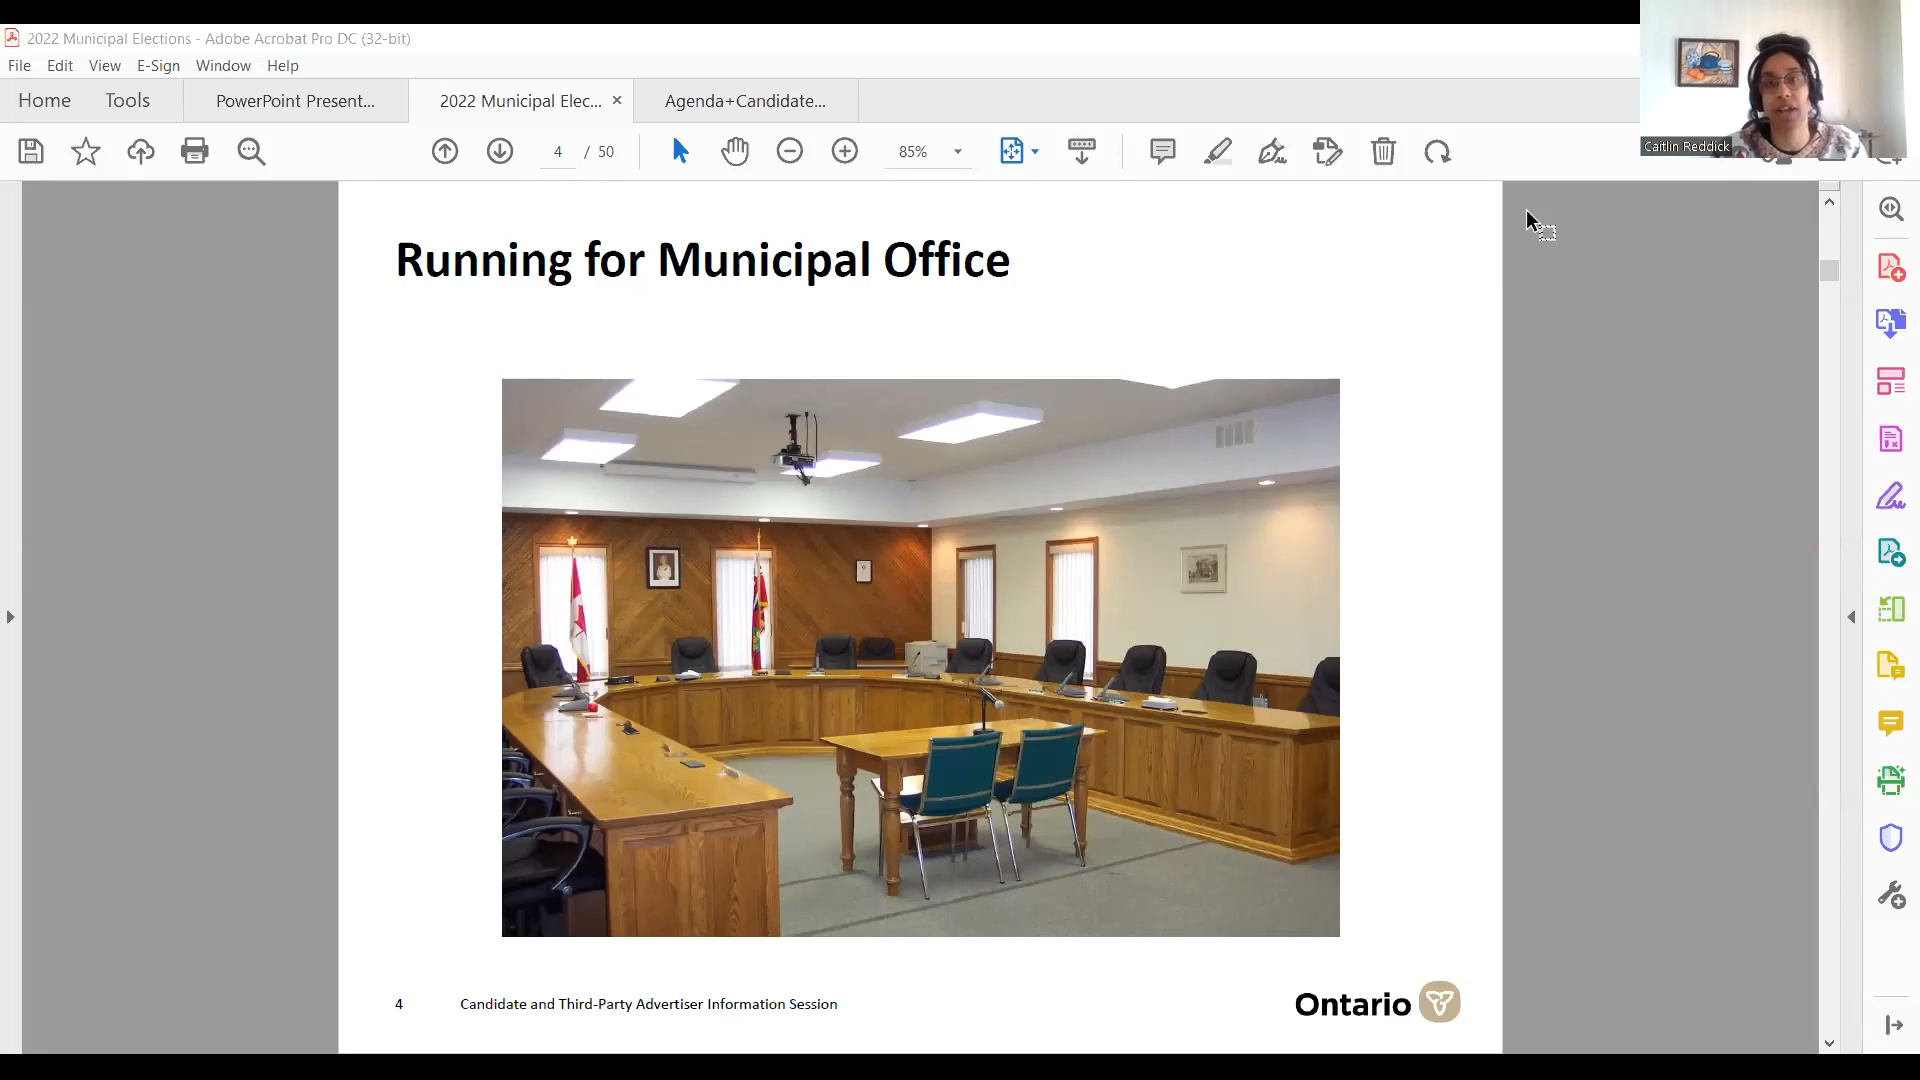 2022 Municipal Elections - Adobe Acrobat Pro DC (32-bit)
File Edit View E-Sign Window Help
Home Tools PowerPoint Present... 2022 Municipal Elec... × Agenda+Candidate...
4 / 50 85%
Caitlin Reddick
Running for Municipal Office
4 Candidate and Third-Party Advertiser Information Session Ontario